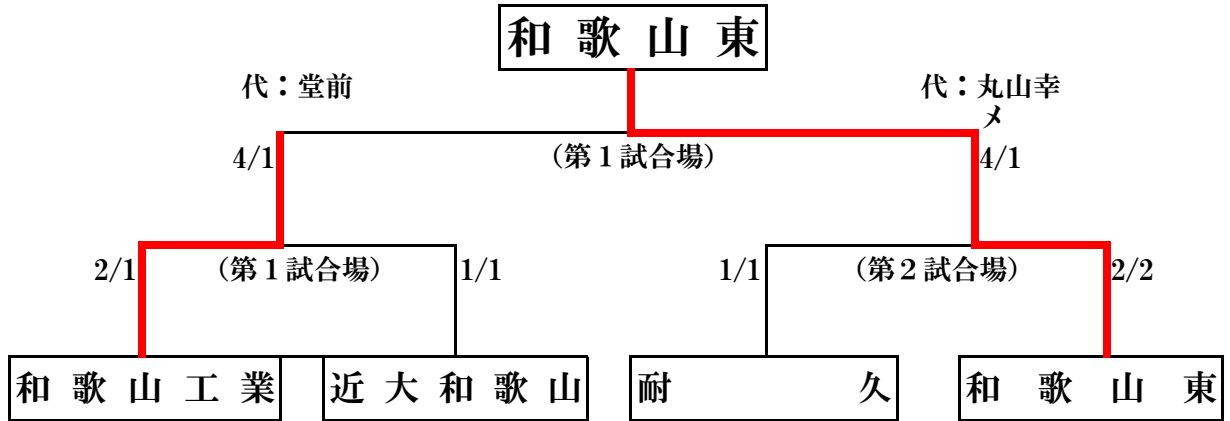 和歌山東
代：堂前 代：丸山幸
メ
4/1 （第１試合場） 4/1
2/1 （第１試合場） 1/1 1/1 （第２試合場） 2/2
和歌山工業 近大和歌山 耐久 和歌山東